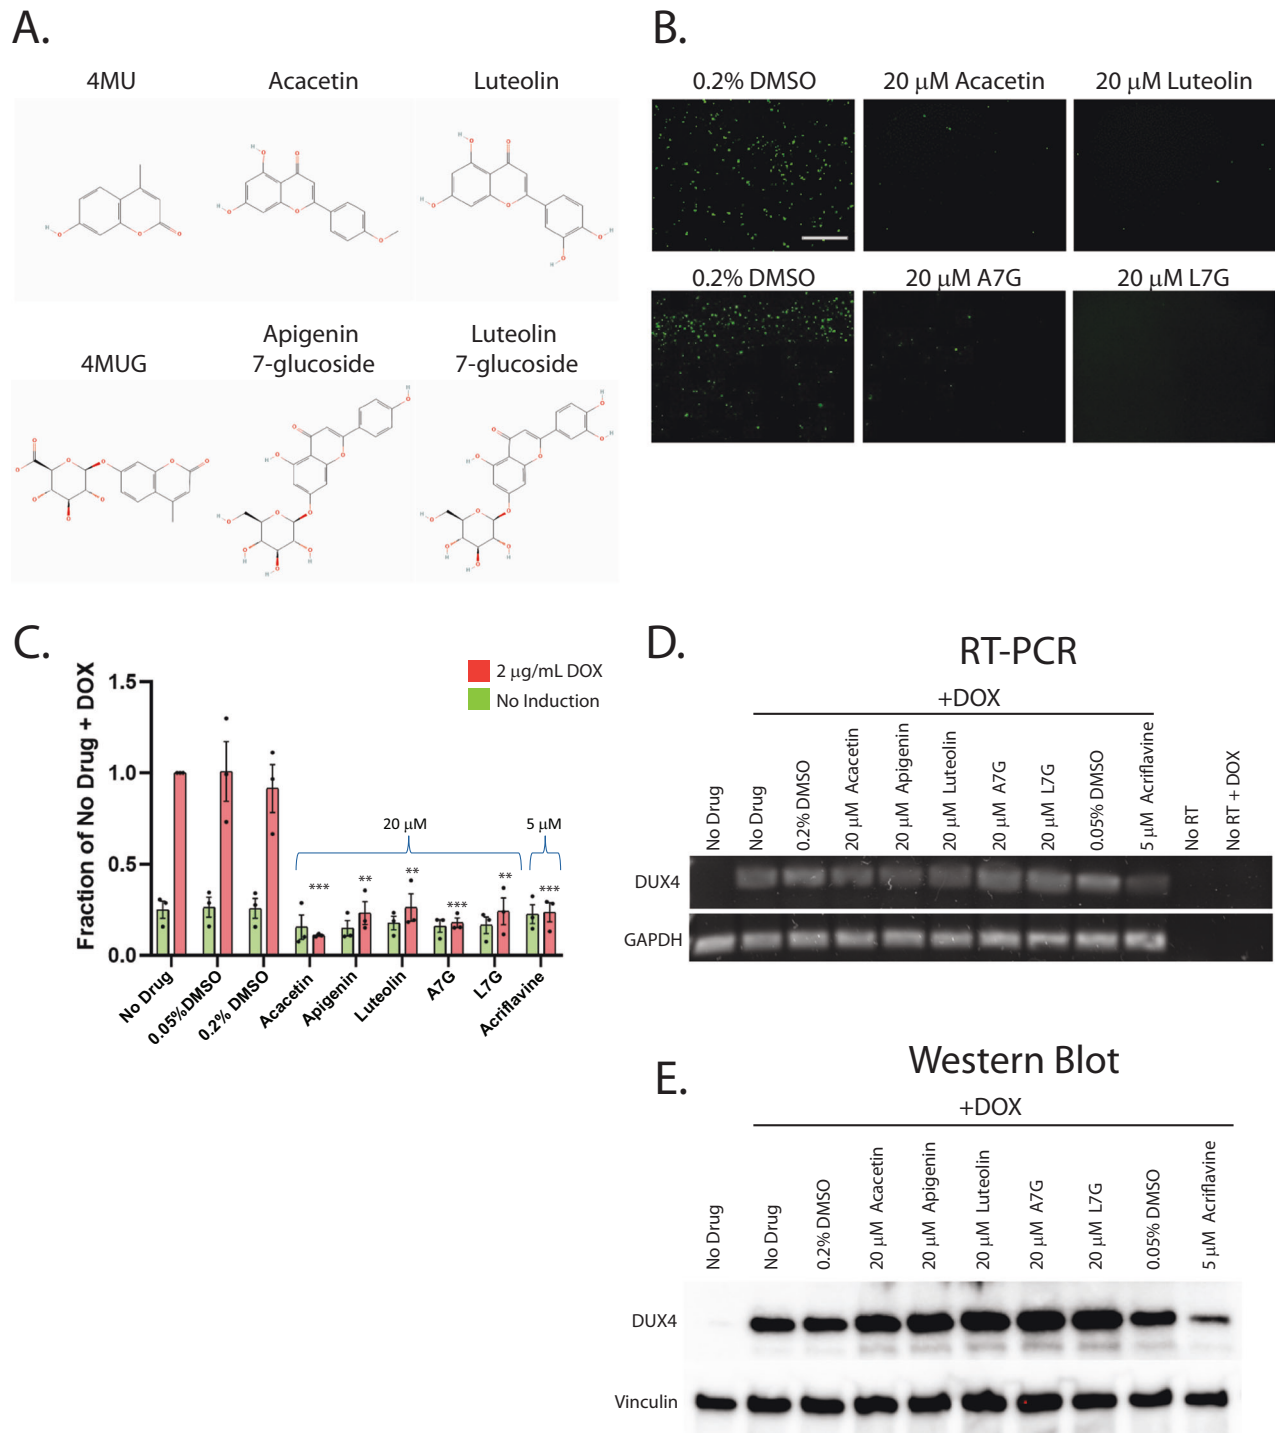 A.
4MU
Acacetin
Luteolin
4MUG
Apigenin
7-glucoside
Luteolin
7-glucoside
B.
0.2% DMSO
20 μM Acacetin
20 μM Luteolin
0.2% DMSO
20 μM A7G
20 μM L7G
C.
Fraction of No Drug + DOX
1.5
1.0
0.5
0.0
2 μg/mL DOX
No Induction
20 μM
5 μM
***
**
**
***
**
***
No Drug
0.05% DMSO
0.2% DMSO
Acacetin
Apigenin
Luteolin
A7G
L7G
Acriflavine
D.
RT-PCR
+DOX
No Drug
No Drug
0.2% DMSO
20 μM Acacetin
20 μM Apigenin
20 μM Luteolin
20 μM A7G
20 μM L7G
0.05% DMSO
5 μM Acriflavine
No RT
No RT + DOX
DUX4
GAPDH
E.
Western Blot
+DOX
No Drug
No Drug
0.2% DMSO
20 μM Acacetin
20 μM Apigenin
20 μM Luteolin
20 μM A7G
20 μM L7G
0.05% DMSO
5 μM Acriflavine
DUX4
Vinculin